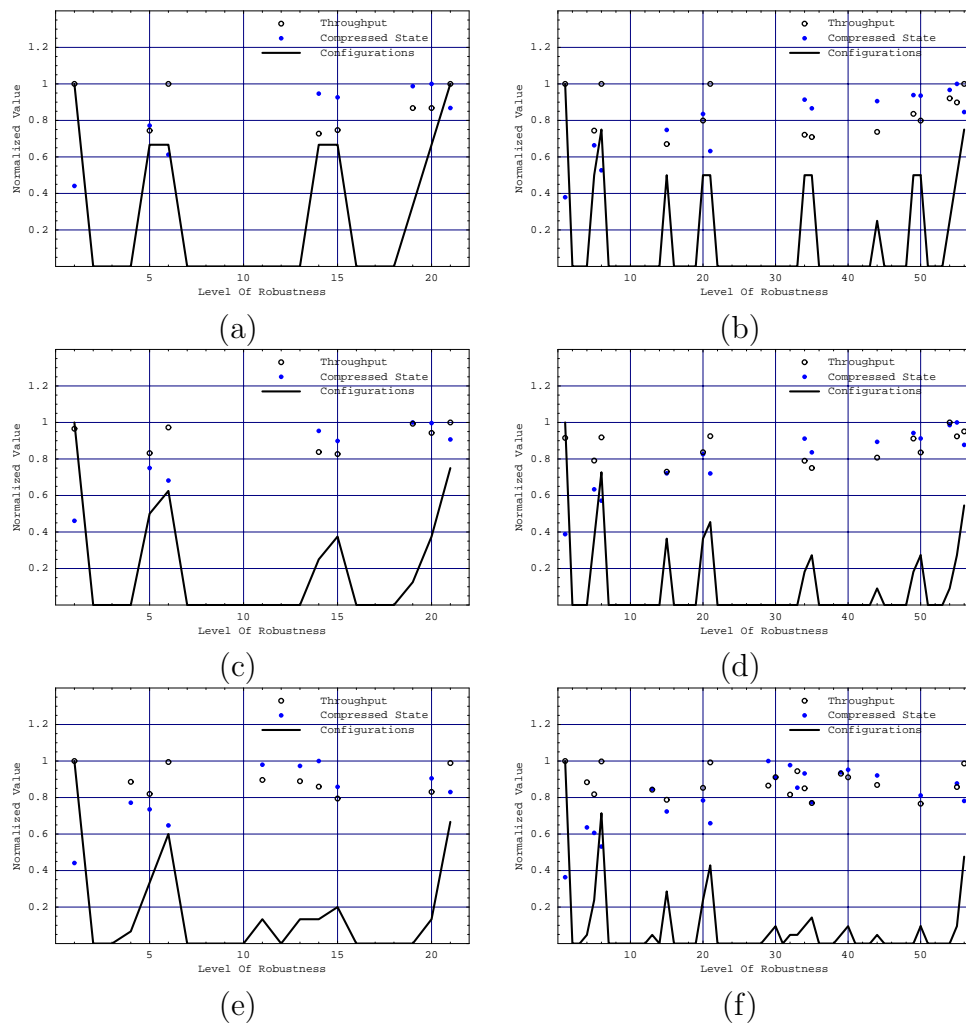 Throughput
Compressed State
Configurations
1.2
1
0.8
0.6
0.4
0.2
Normalized Value
5 10 15 20
Level Of Robustness
(a)
Throughput
Compressed State
Configurations
1.2
1
0.8
0.6
0.4
0.2
Normalized Value
10 20 30 40 50
Level Of Robustness
(b)
Throughput
Compressed State
Configurations
1.2
1
0.8
0.6
0.4
0.2
Normalized Value
5 10 15 20
Level Of Robustness
(c)
Throughput
Compressed State
Configurations
1.2
1
0.8
0.6
0.4
0.2
Normalized Value
10 20 30 40 50
Level Of Robustness
(d)
Throughput
Compressed State
Configurations
1.2
1
0.8
0.6
0.4
0.2
Normalized Value
5 10 15 20
Level Of Robustness
(e)
Throughput
Compressed State
Configurations
1.2
1
0.8
0.6
0.4
0.2
Normalized Value
10 20 30 40 50
Level Of Robustness
(f)